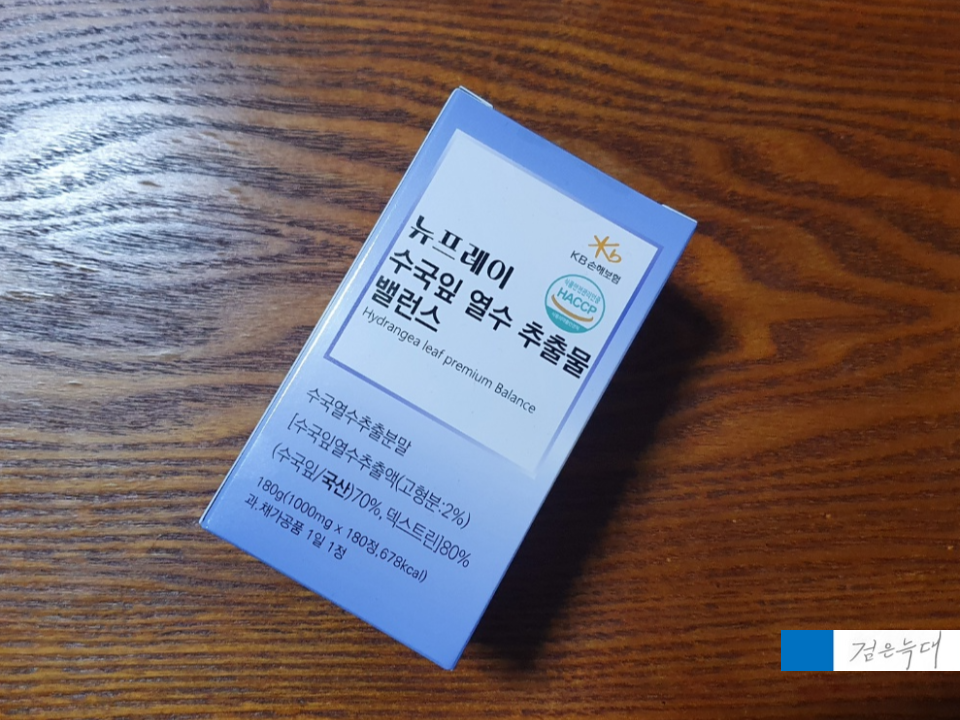 뉴프레이
수국잎 열수 추출물
밸런스
Hydrangea leaf premium Balance
KB손해보험
HACCP
수국열수추출분말
[수국잎열수추출액(고형분:2%)
(수국잎/국산)70%, 덱스트린]80%
180g(1000mg x 180정,678kcal)
과.채가공품 1일 1정
검은늑대